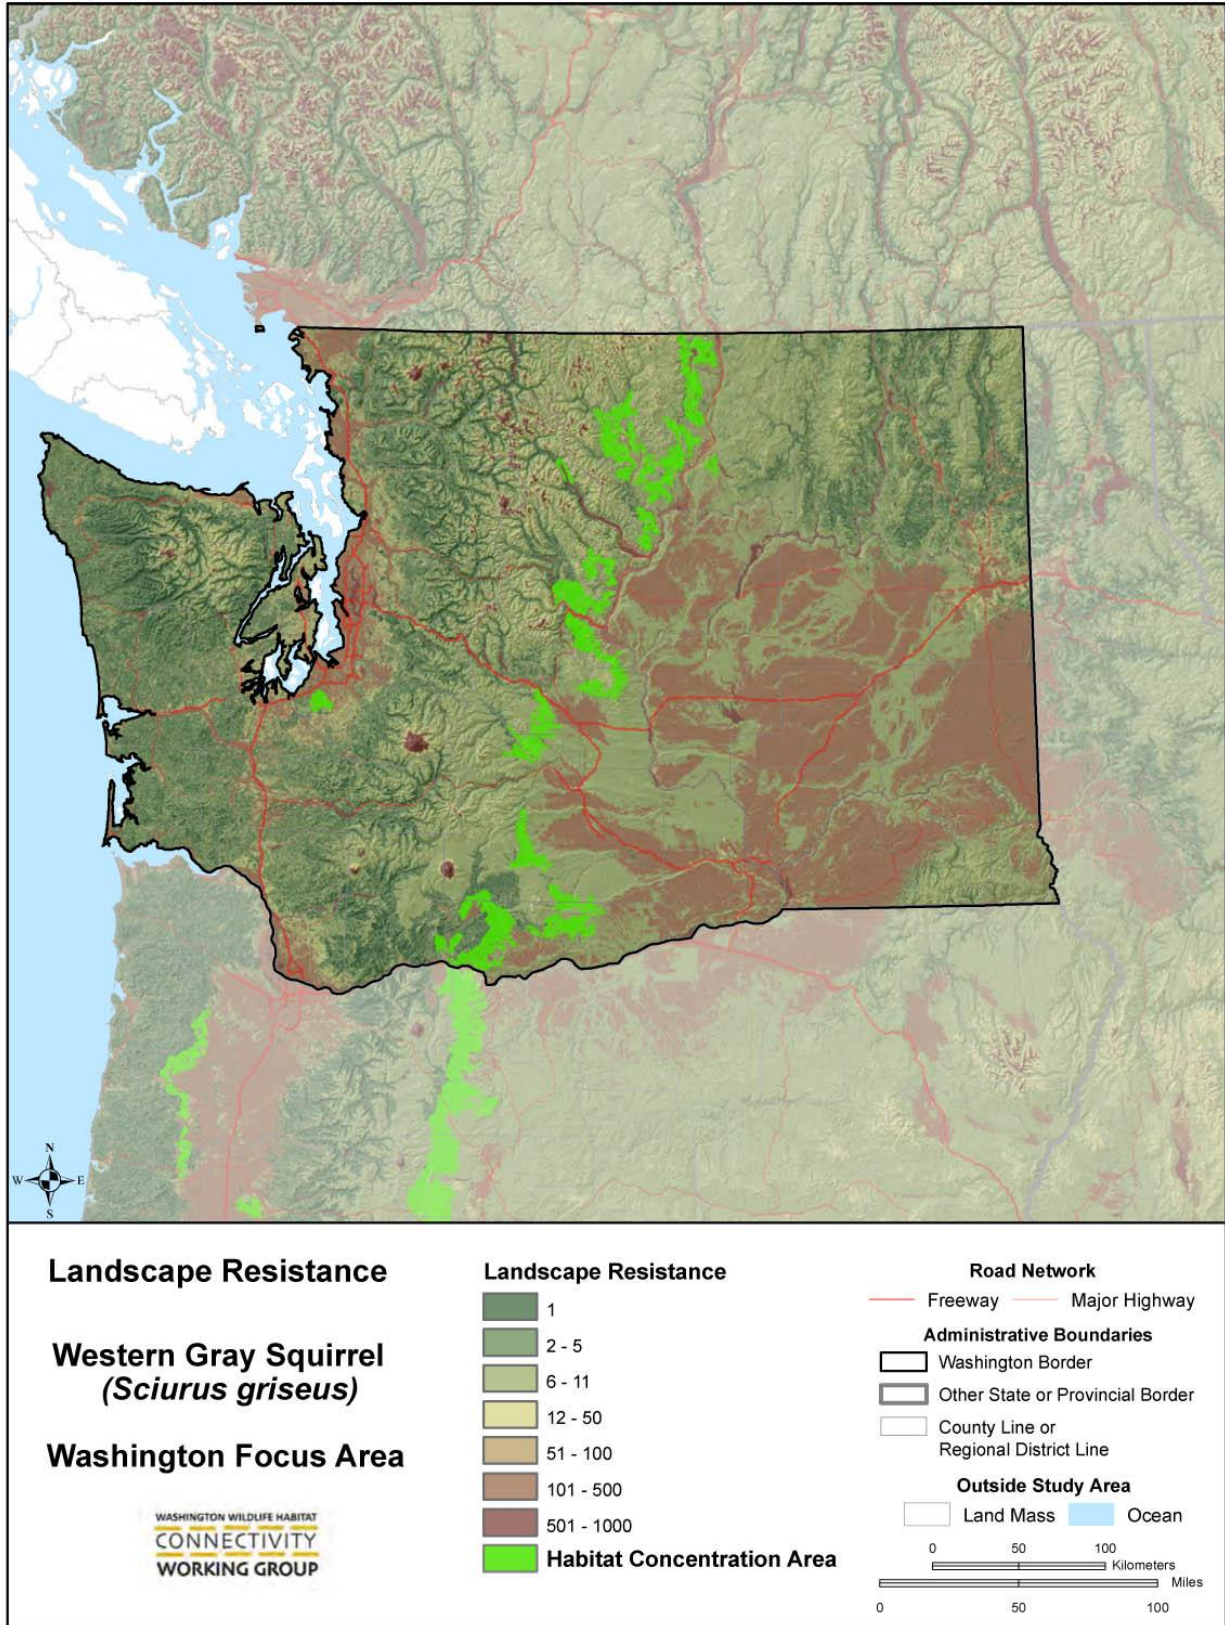 N
W
E
S
Landscape Resistance
Western Gray Squirrel
(Sciurus griseus)
Washington Focus Area
WASHINGTON WILDLIFE HABITAT
CONNECTIVITY
WORKING GROUP
Landscape Resistance
1
2 - 5
6 - 11
12 - 50
51 - 100
101 - 500
501 - 1000
Habitat Concentration Area
Road Network
Freeway
Major Highway
Administrative Boundaries
Washington Border
Other State or Provincial Border
County Line or
Regional District Line
Outside Study Area
Land Mass
Ocean
0 50 100
Kilometers
Miles
0 50 100